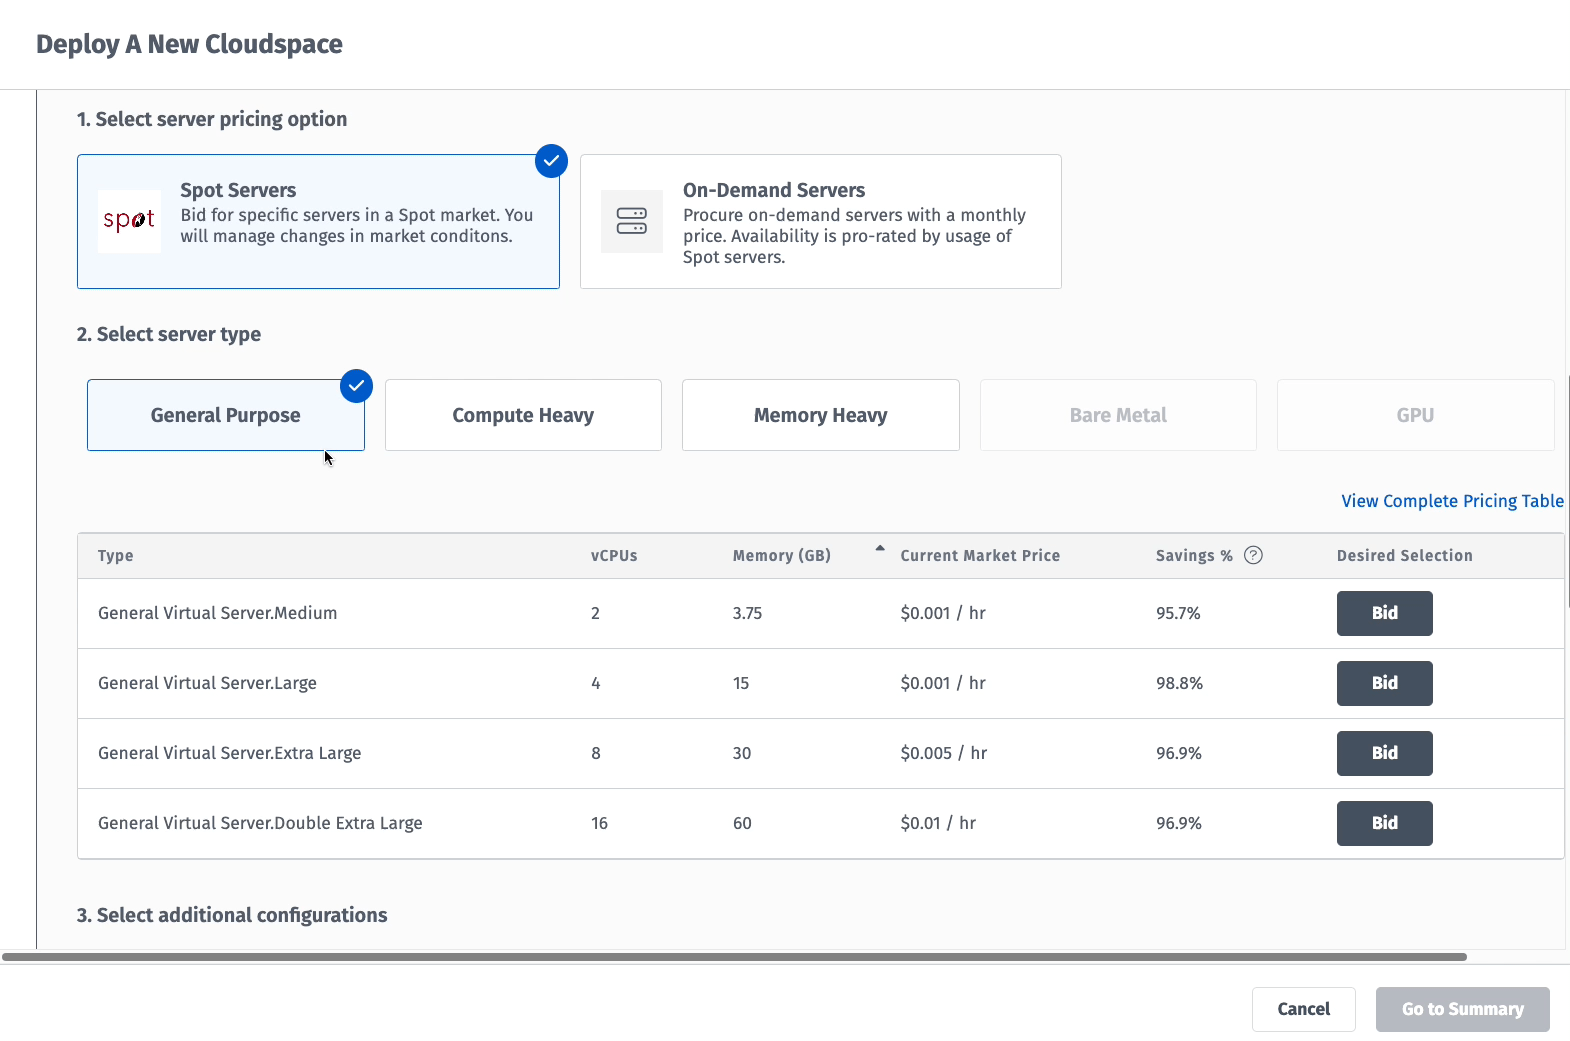 Deploy A New Cloudspace
1. Select server pricing option
spot
Spot Servers
Bid for specific servers in a Spot market. You
will manage changes in market conditons.
On-Demand Servers
Procure on-demand servers with a monthly
price. Availability is pro-rated by usage of
Spot servers.
2. Select server type
General Purpose
Compute Heavy
Memory Heavy
Bare Metal
GPU
View Complete Pricing Table
Type vCPUs Memory (GB) Current Market Price Savings % ? Desired Selection
General Virtual Server.Medium 2 3.75 $0.001 / hr 95.7% Bid
General Virtual Server.Large 4 15 $0.001 / hr 98.8% Bid
General Virtual Server.Extra Large 8 30 $0.005 / hr 96.9% Bid
General Virtual Server.Double Extra Large 16 60 $0.01 / hr 96.9% Bid
3. Select additional configurations
Cancel
Go to Summary